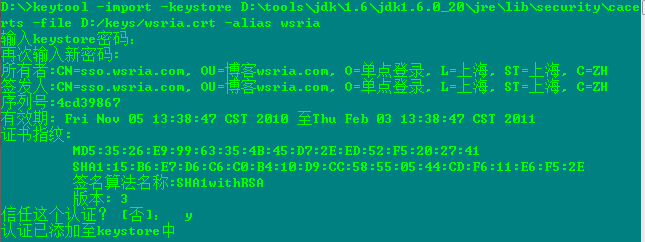 D:\>keytool -import -keystore D:\tools\jdk\1.6\jdk1.6.0_20\jre\lib\security\cace
rts -file D:/keys/wsria.crt -alias wsria
输入keystore密码：
再次输入新密码:
所有者:CN=sso.wsria.com, OU=博客wsria.com, O=单点登录, L=上海, ST=上海, C=ZH
签发人:CN=sso.wsria.com, OU=博客wsria.com, O=单点登录, L=上海, ST=上海, C=ZH
序列号:4cd39867
有效期: Fri Nov 05 13:38:47 CST 2010 至Thu Feb 03 13:38:47 CST 2011
证书指纹:
MD5:35:26:E9:99:63:35:4B:45:D7:2E:ED:52:F5:20:27:41
SHA1:15:B6:E7:D6:C6:C0:B4:10:D9:CC:58:55:05:44:CD:F6:11:E6:F5:2E
签名算法名称:SHA1withRSA
版本: 3
信任这个认证？ [否]： y
认证已添加至keystore中